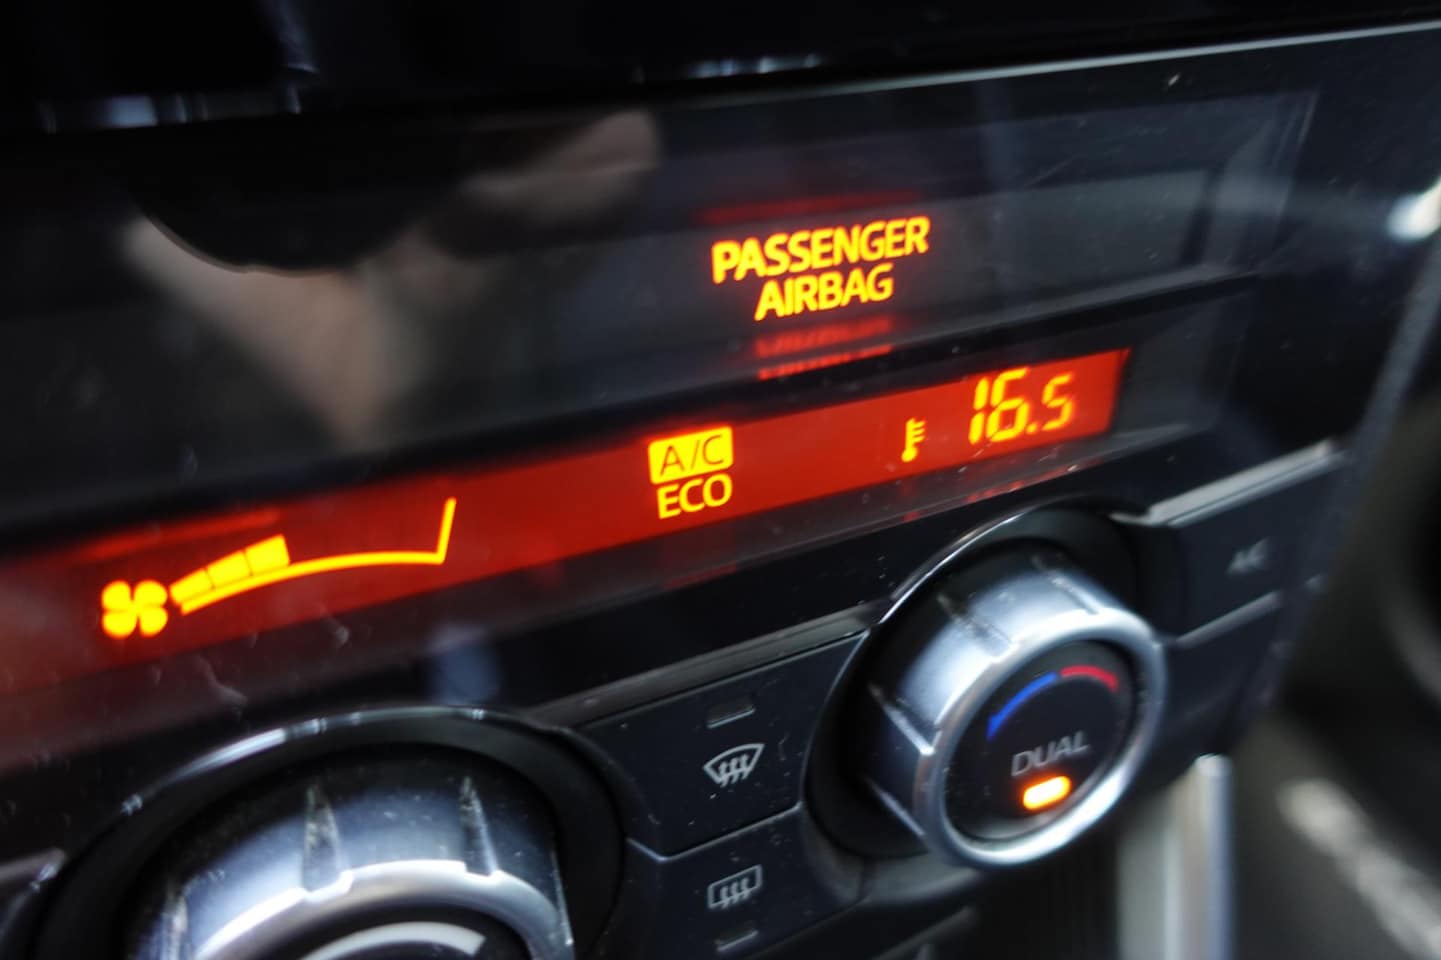 PASSENGER
AIRBAG
16.5
A/C
ECO
DUAL